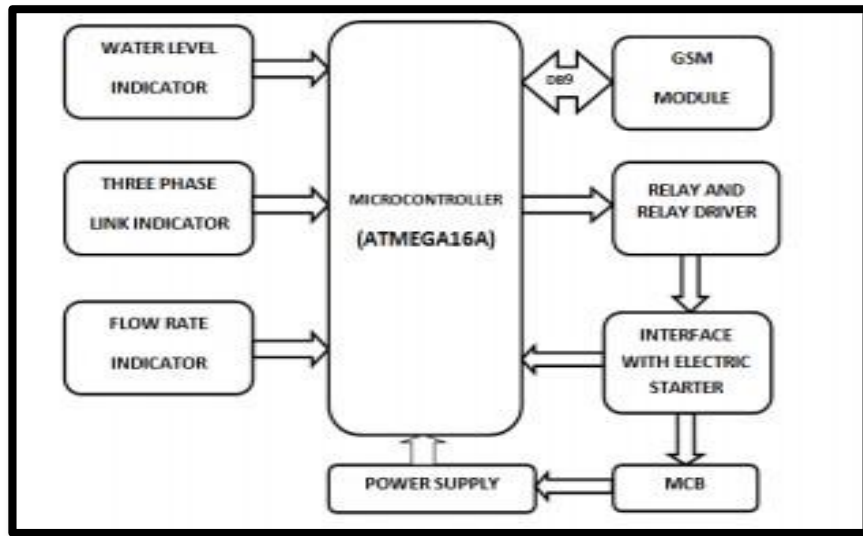 WATER LEVEL
INDICATOR
THREE PHASE
LINK INDICATOR
FLOW RATE
INDICATOR
MICROCONTROLLER
(ATMEGA16A)
DB9
GSM
MODULE
RELAY AND
RELAY DRIVER
INTERFACE
WITH ELECTRIC
STARTER
POWER SUPPLY
MCB